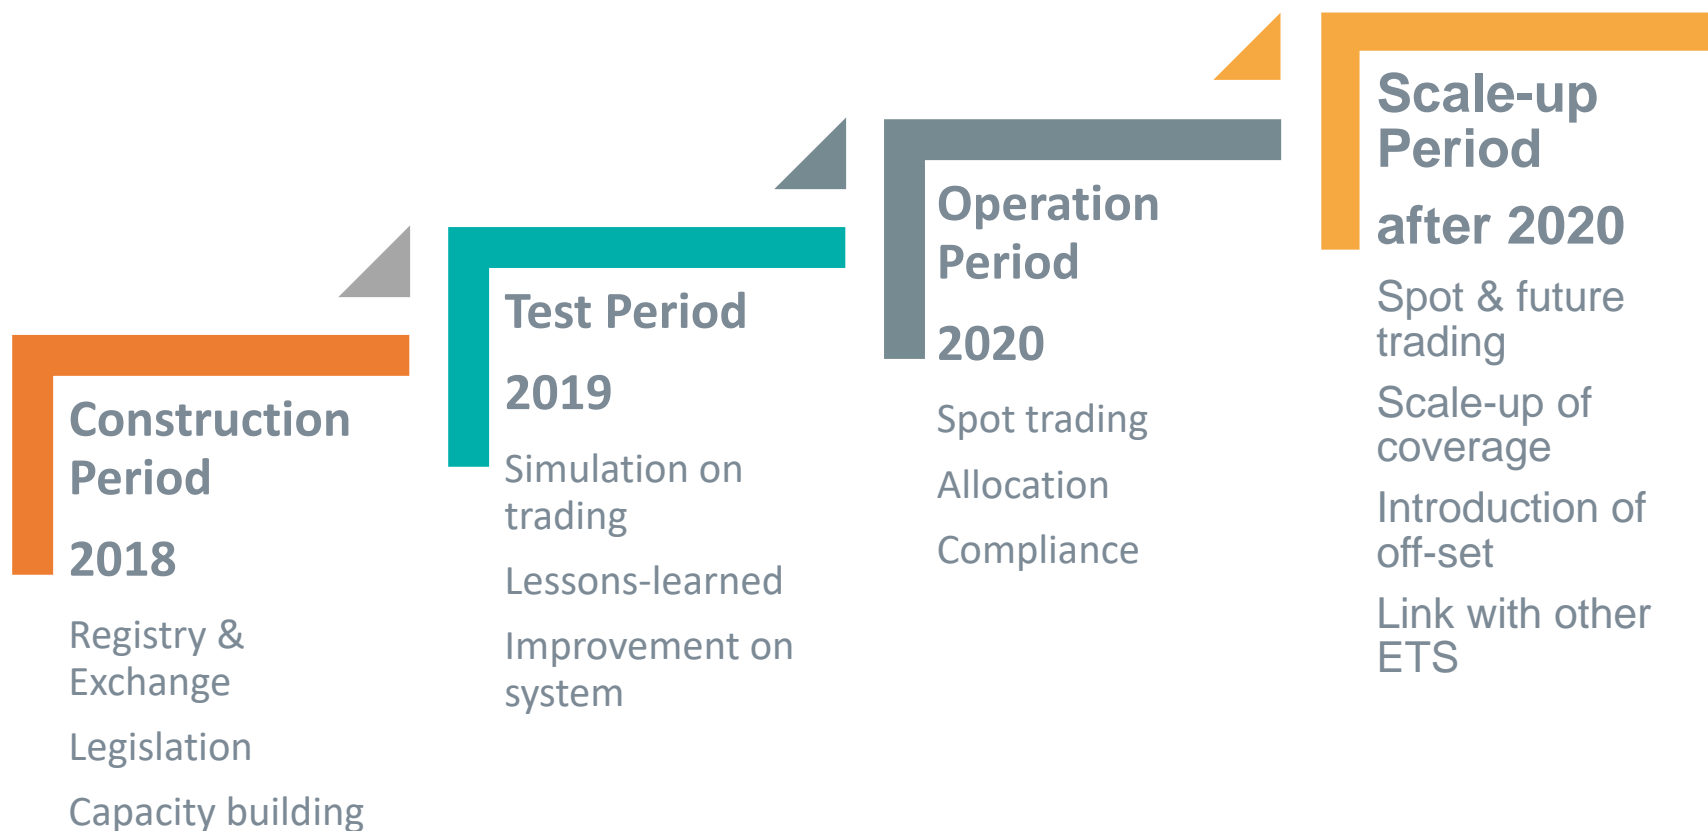 Construction
Period
2018
Registry &
Exchange
Legislation
Capacity building
Test Period
2019
Simulation on
trading
Lessons-learned
Improvement on
system
Operation
Period
2020
Spot trading
Allocation
Compliance
Scale-up
Period
after 2020
Spot & future
trading
Scale-up of
coverage
Introduction of
off-set
Link with other
ETS